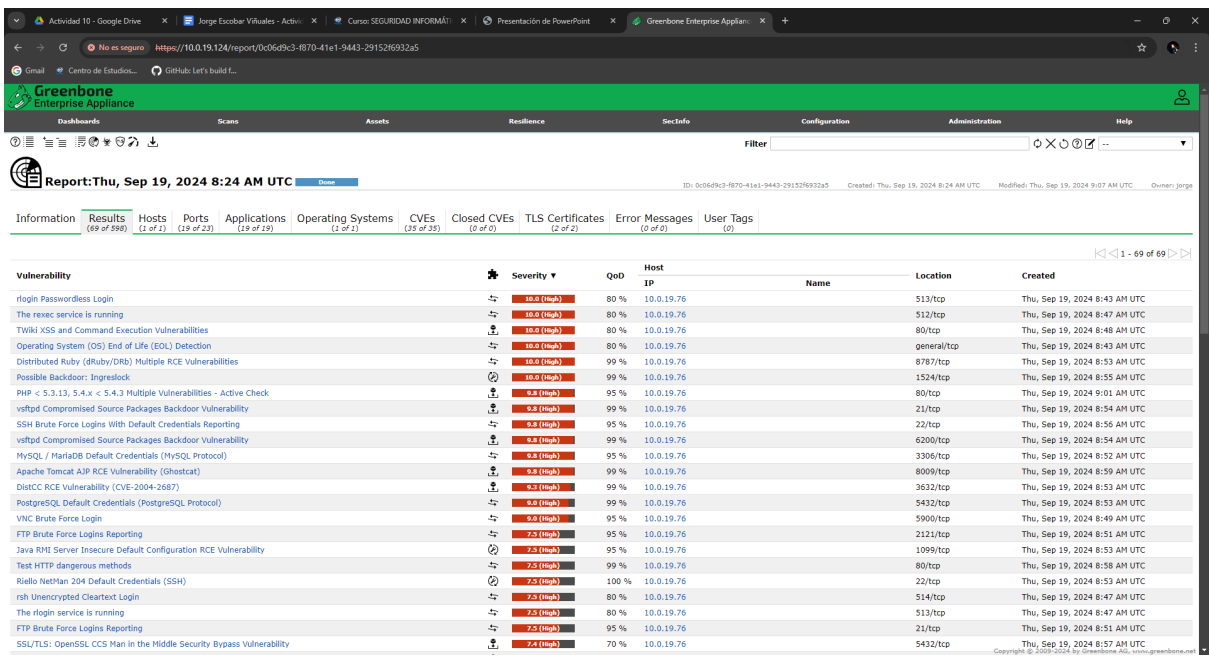 Actividad 10 - Google Drive
Jorge Escobar Viñuales - Activi
Curso: SEGURIDAD INFORMÁTI
Presentación de PowerPoint
Greenbone Enterprise Applianc
No es seguro https://10.0.19.124/report/0c06d9c3-f870-41e1-9443-29152f6932a5
Gmail Centro de Estudios... GitHub: Let's build f...
Greenbone
Enterprise Appliance
Dashboards Scans Assets Resilience SecInfo Configuration Administration Help
Filter --
Report:Thu, Sep 19, 2024 8:24 AM UTC Done ID: 0c06d9c3-f870-41e1-9443-29152f6932a5 Created: Thu, Sep 19, 2024 8:24 AM UTC Modified: Thu, Sep 19, 2024 9:07 AM UTC Owner: jorge
Information Results Hosts Ports Applications Operating Systems CVEs Closed CVEs TLS Certificates Error Messages User Tags
(69 of 598) (1 of 1) (19 of 23) (19 of 19) (1 of 1) (35 of 35) (0 of 0) (2 of 2) (0 of 0) (0)
1 - 69 of 69
Vulnerability Severity ▼ QoD Host Location Created
IP Name
rlogin Passwordless Login 10.0 (High) 80 % 10.0.19.76 513/tcp Thu, Sep 19, 2024 8:43 AM UTC
The rexec service is running 10.0 (High) 80 % 10.0.19.76 512/tcp Thu, Sep 19, 2024 8:47 AM UTC
TWiki XSS and Command Execution Vulnerabilities 10.0 (High) 80 % 10.0.19.76 80/tcp Thu, Sep 19, 2024 8:48 AM UTC
Operating System (OS) End of Life (EOL) Detection 10.0 (High) 80 % 10.0.19.76 general/tcp Thu, Sep 19, 2024 8:43 AM UTC
Distributed Ruby (dRuby/DRb) Multiple RCE Vulnerabilities 10.0 (High) 99 % 10.0.19.76 8787/tcp Thu, Sep 19, 2024 8:53 AM UTC
Possible Backdoor: Ingreslock 10.0 (High) 99 % 10.0.19.76 1524/tcp Thu, Sep 19, 2024 8:55 AM UTC
PHP < 5.3.13, 5.4.x < 5.4.3 Multiple Vulnerabilities - Active Check 9.8 (High) 95 % 10.0.19.76 80/tcp Thu, Sep 19, 2024 9:01 AM UTC
vsftpd Compromised Source Packages Backdoor Vulnerability 9.8 (High) 99 % 10.0.19.76 21/tcp Thu, Sep 19, 2024 8:54 AM UTC
SSH Brute Force Logins With Default Credentials Reporting 9.8 (High) 95 % 10.0.19.76 22/tcp Thu, Sep 19, 2024 8:56 AM UTC
vsftpd Compromised Source Packages Backdoor Vulnerability 9.8 (High) 99 % 10.0.19.76 6200/tcp Thu, Sep 19, 2024 8:54 AM UTC
MySQL / MariaDB Default Credentials (MySQL Protocol) 9.8 (High) 95 % 10.0.19.76 3306/tcp Thu, Sep 19, 2024 8:52 AM UTC
Apache Tomcat AJP RCE Vulnerability (Ghostcat) 9.8 (High) 99 % 10.0.19.76 8009/tcp Thu, Sep 19, 2024 8:59 AM UTC
DistCC RCE Vulnerability (CVE-2004-2687) 9.3 (High) 99 % 10.0.19.76 3632/tcp Thu, Sep 19, 2024 8:53 AM UTC
PostgreSQL Default Credentials (PostgreSQL Protocol) 9.0 (High) 99 % 10.0.19.76 5432/tcp Thu, Sep 19, 2024 8:53 AM UTC
VNC Brute Force Login 9.0 (High) 95 % 10.0.19.76 5900/tcp Thu, Sep 19, 2024 8:49 AM UTC
FTP Brute Force Logins Reporting 7.5 (High) 95 % 10.0.19.76 2121/tcp Thu, Sep 19, 2024 8:51 AM UTC
Java RMI Server Insecure Default Configuration RCE Vulnerability 7.5 (High) 95 % 10.0.19.76 1099/tcp Thu, Sep 19, 2024 8:53 AM UTC
Test HTTP dangerous methods 7.5 (High) 99 % 10.0.19.76 80/tcp Thu, Sep 19, 2024 8:58 AM UTC
Riello NetMan 204 Default Credentials (SSH) 7.5 (High) 100 % 10.0.19.76 22/tcp Thu, Sep 19, 2024 8:53 AM UTC
rsh Unencrypted Cleartext Login 7.5 (High) 80 % 10.0.19.76 514/tcp Thu, Sep 19, 2024 8:47 AM UTC
The rlogin service is running 7.5 (High) 80 % 10.0.19.76 513/tcp Thu, Sep 19, 2024 8:47 AM UTC
FTP Brute Force Logins Reporting 7.5 (High) 95 % 10.0.19.76 21/tcp Thu, Sep 19, 2024 8:51 AM UTC
SSL/TLS: OpenSSL CCS Man in the Middle Security Bypass Vulnerability 7.4 (High) 70 % 10.0.19.76 5432/tcp Thu, Sep 19, 2024 8:57 AM UTC
Copyright © 2009-2024 by Greenbone AG, www.greenbone.net